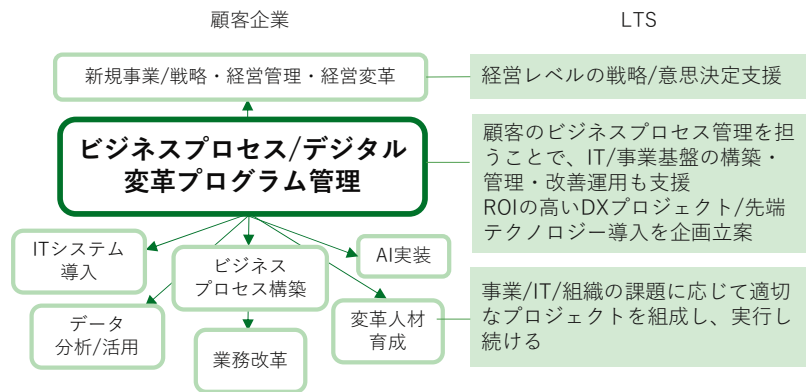 顧客企業
LTS
新規事業/戦略・経営管理・経営変革
経営レベルの戦略/意思決定支援
ビジネスプロセス/デジタル
変革プログラム管理
顧客のビジネスプロセス管理を担
うことで、IT/事業基盤の構築・
管理・改善運用も支援
ROIの高いDXプロジェクト/先端
テクノロジー導入を企画立案
ITシステム
導入
ビジネス
プロセス構築
AI実装
データ
分析/活用
業務改革
変革人材
育成
事業/IT/組織の課題に応じて適切
なプロジェクトを組成し、実行し
続ける